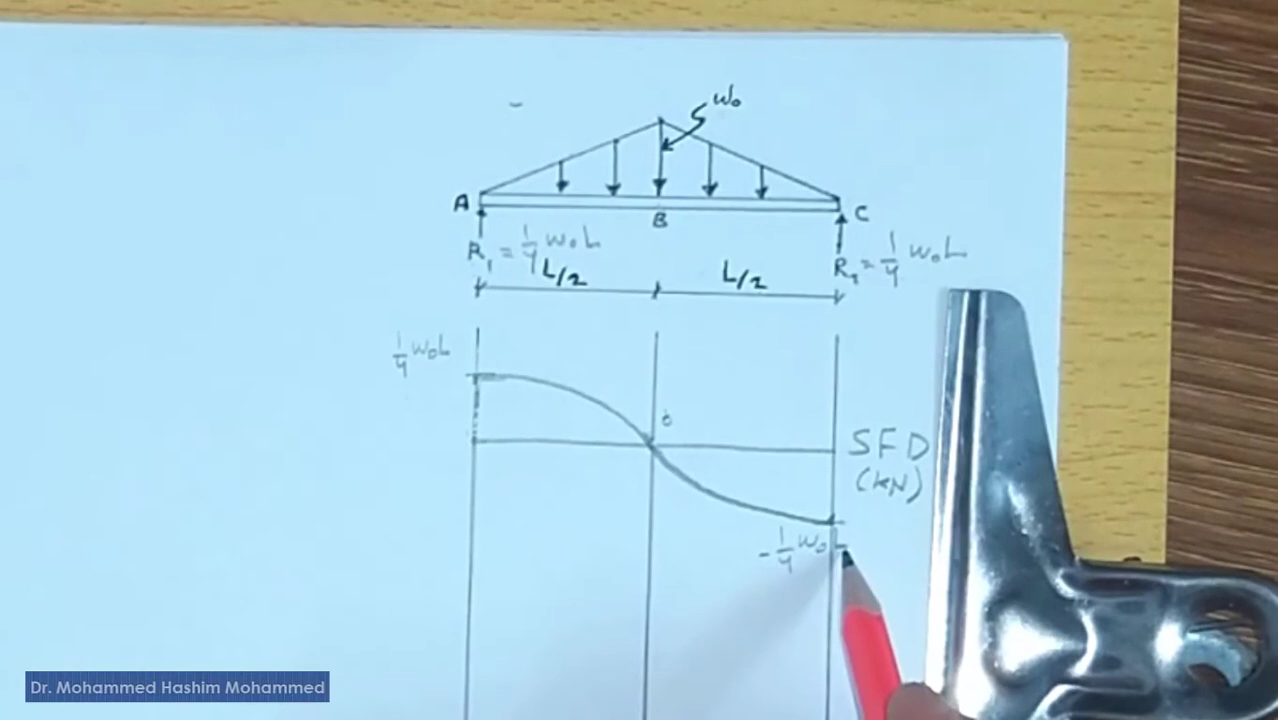 w₀
A
B
C
R₁ = 1/4 w₀L
R₂ = 1/4 w₀L
L/2
L/2
1/4 w₀L
0
SFD
(kN)
-1/4 w₀L
Dr. Mohammed Hashim Mohammed